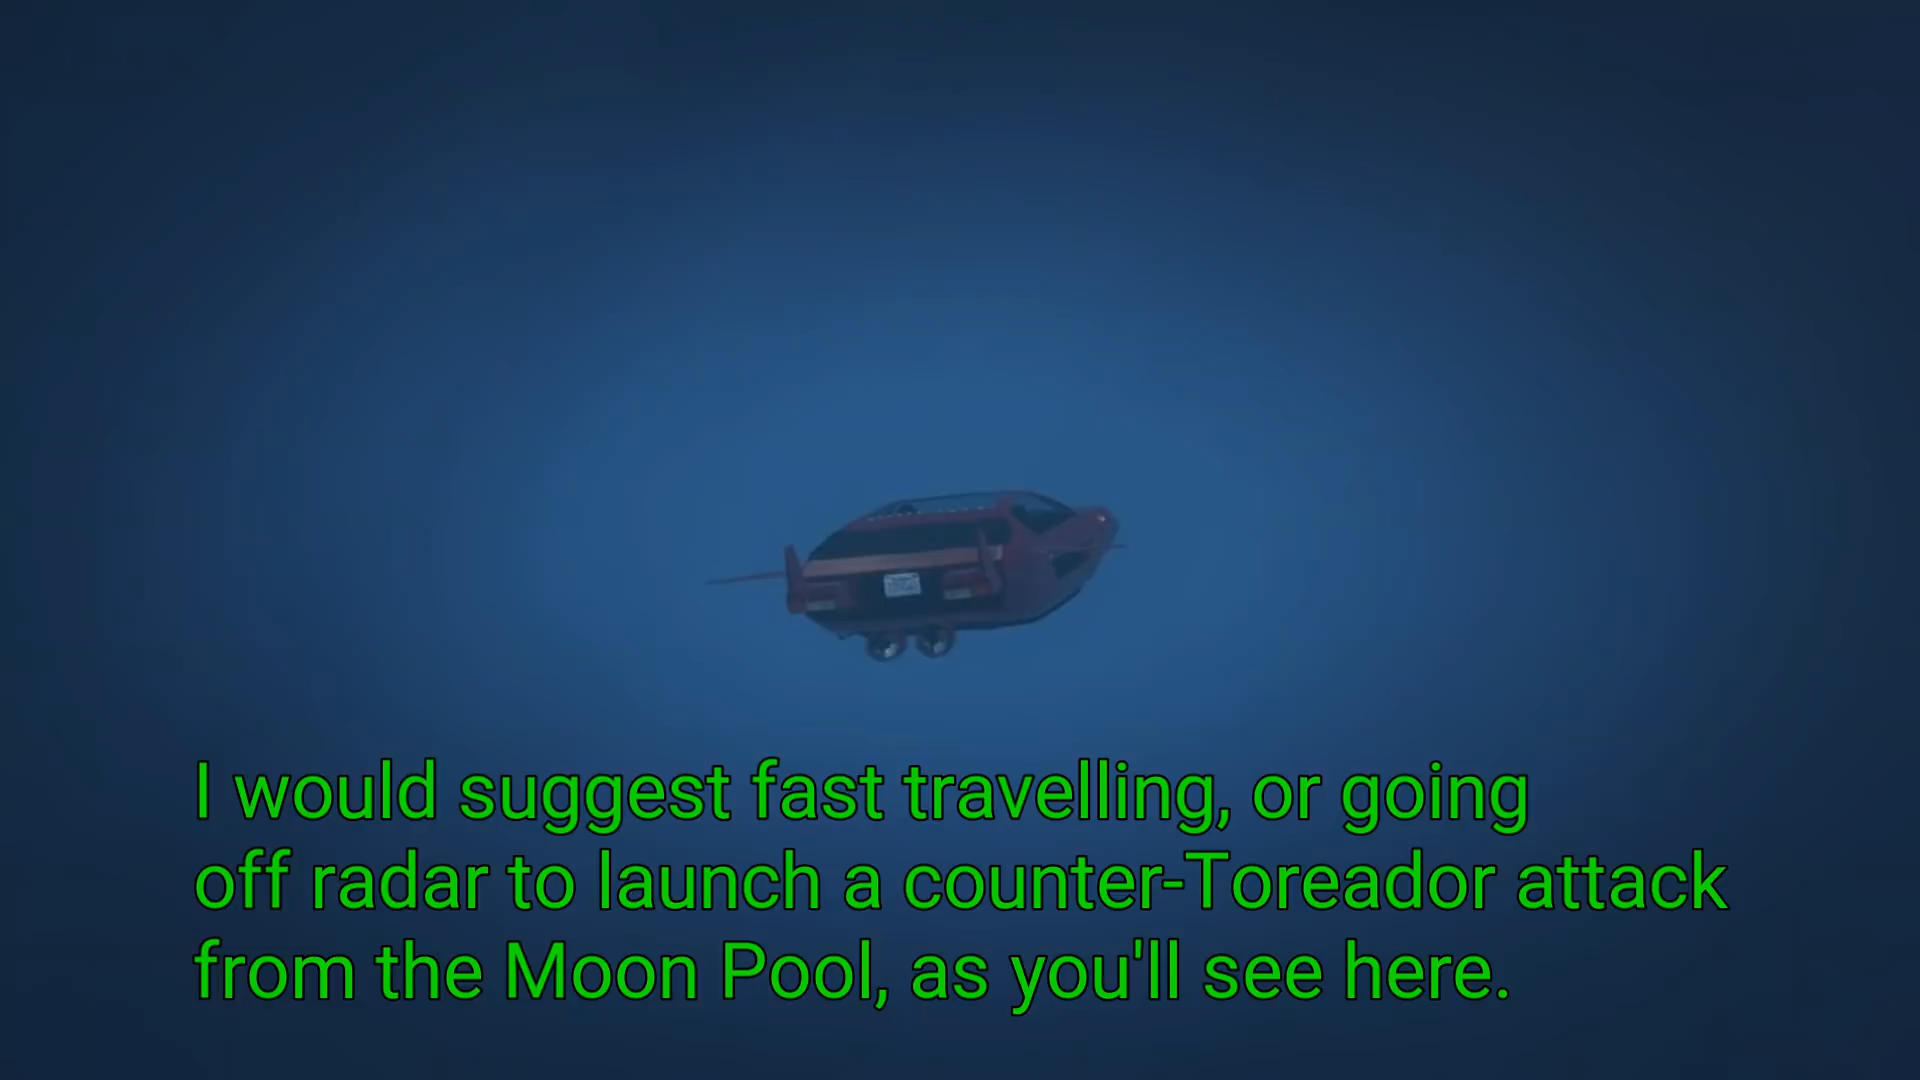 I would suggest fast travelling, or going
off radar to launch a counter-Toreador attack
from the Moon Pool, as you'll see here.